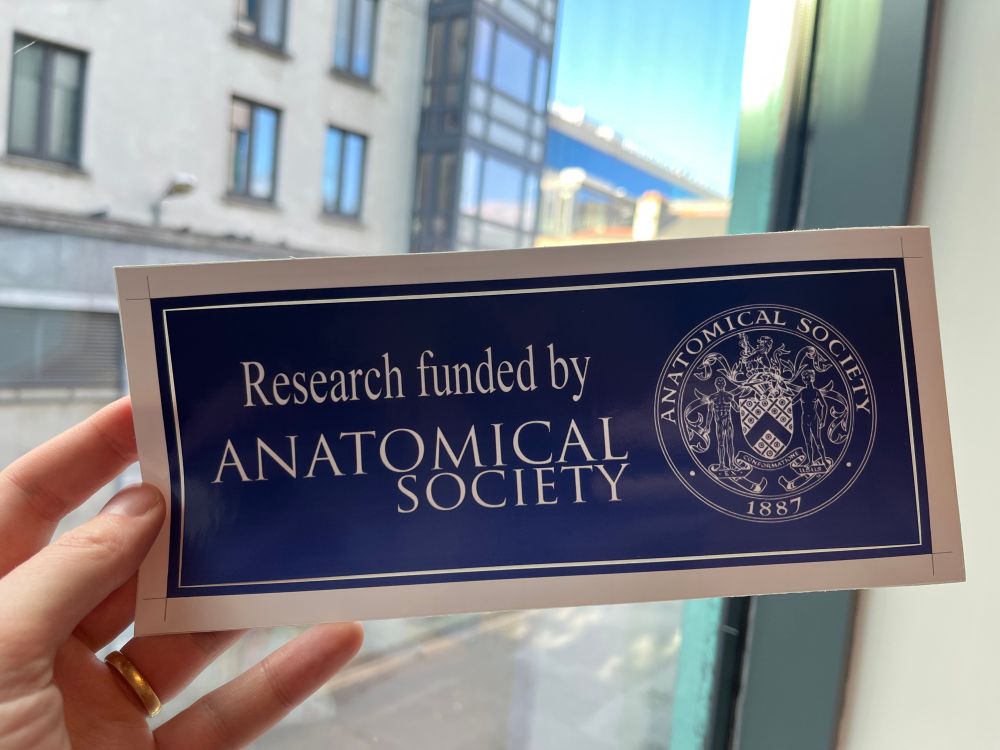 Research funded by
ANATOMICAL
SOCIETY
ANATOMICAL SOCIETY
1887